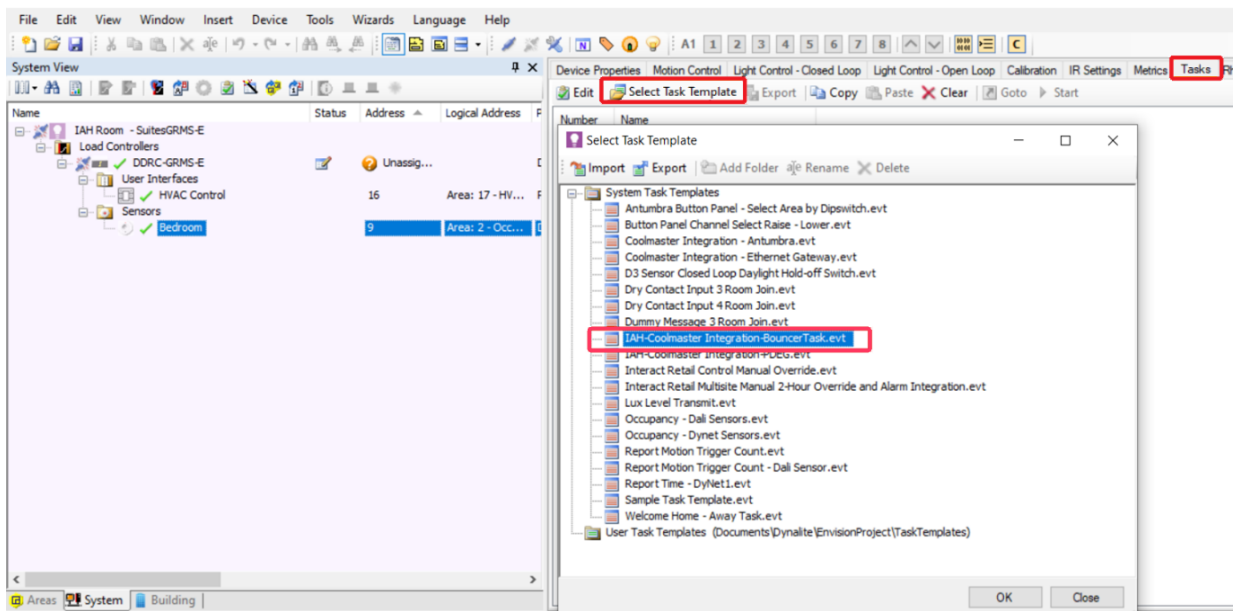 File Edit View Window Insert Device Tools Wizards Language Help
A1 1 2 3 4 5 6 7 8 C
System View
Device Properties Motion Control Light Control - Closed Loop Light Control - Open Loop Calibration IR Settings Metrics Tasks
Edit Select Task Template Export Copy Paste Clear Goto Start
Name Status Address Logical Address
Number Name
IAH Room - SuitesGRMS-E
Load Controllers
DDRC-GRMS-E Unassig...
User Interfaces
HVAC Control 16 Area: 17 - HV...
Sensors
Bedroom 9 Area: 2 - Occ...
Areas System Building
Select Task Template
Import Export Add Folder Rename Delete
System Task Templates
Antumbra Button Panel - Select Area by Dipswitch.evt
Button Panel Channel Select Raise - Lower.evt
Coolmaster Integration - Antumbra.evt
Coolmaster Integration - Ethernet Gateway.evt
D3 Sensor Closed Loop Daylight Hold-off Switch.evt
Dry Contact Input 3 Room Join.evt
Dry Contact Input 4 Room Join.evt
Dummy Message 3 Room Join.evt
IAH-Coolmaster Integration-BouncerTask.evt
IAH-Coolmaster Integration-PDEG.evt
Interact Retail Control Manual Override.evt
Interact Retail Multisite Manual 2-Hour Override and Alarm Integration.evt
Lux Level Transmit.evt
Occupancy - Dali Sensors.evt
Occupancy - Dynet Sensors.evt
Report Motion Trigger Count.evt
Report Motion Trigger Count - Dali Sensor.evt
Report Time - DyNet1.evt
Sample Task Template.evt
Welcome Home - Away Task.evt
User Task Templates (Documents\Dynalite\EnvisionProject\TaskTemplates)
OK Close